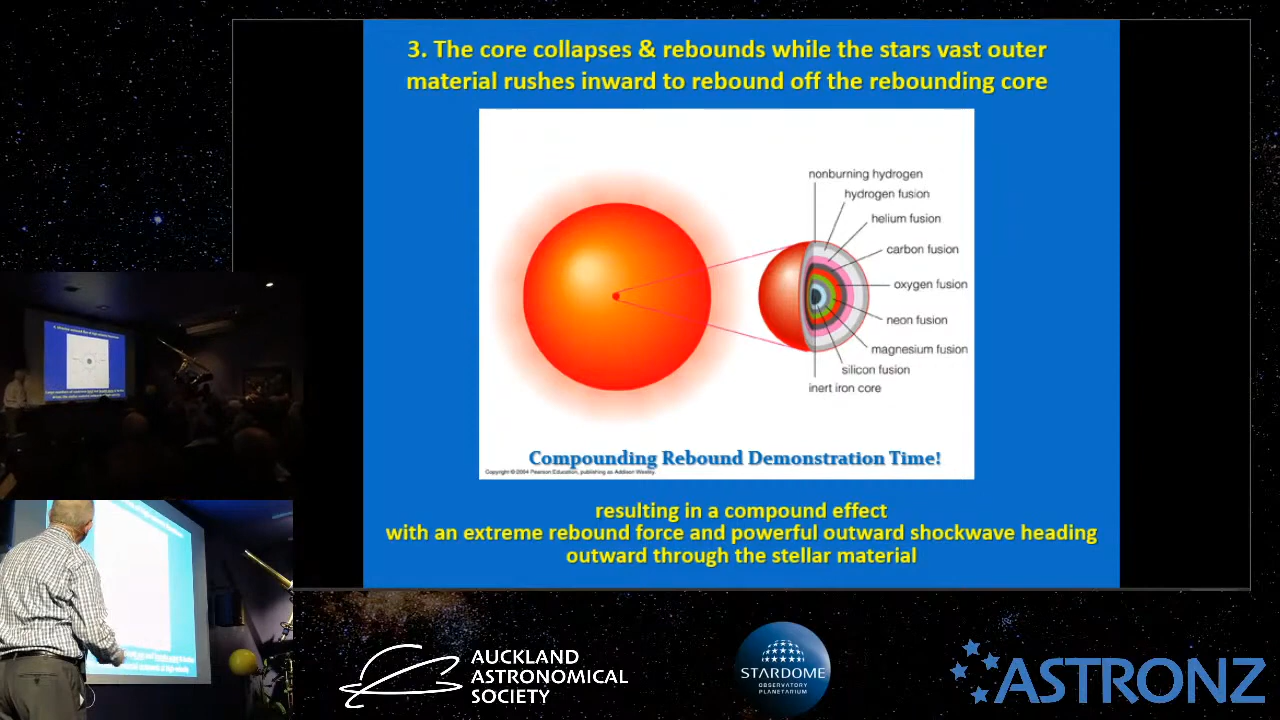 3. The core collapses & rebounds while the stars vast outer
material rushes inward to rebound off the rebounding core
nonburning hydrogen
hydrogen fusion
helium fusion
carbon fusion
oxygen fusion
neon fusion
magnesium fusion
silicon fusion
inert iron core
Compounding Rebound Demonstration Time!
Copyright © 2004 Pearson Education, publishing as Addison Wesley.
resulting in a compound effect
with an extreme rebound force and powerful outward shockwave heading
outward through the stellar material
AUCKLAND
ASTRONOMICAL
SOCIETY
STARDOME
OBSERVATORY
PLANETARIUM
ASTRONZ